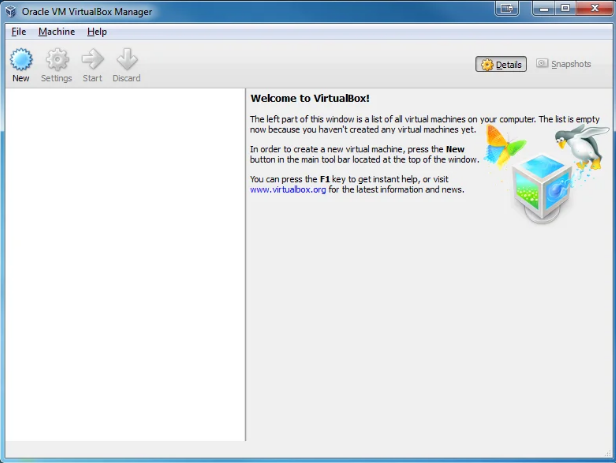 Oracle VM VirtualBox Manager
File Machine Help
New Settings Start Discard
Details Snapshots
Welcome to VirtualBox!
The left part of this window is a list of all virtual machines on your computer. The list is empty
now because you haven't created any virtual machines yet.
In order to create a new virtual machine, press the New
button in the main tool bar located at the top of the window.
You can press the F1 key to get instant help, or visit
www.virtualbox.org for the latest information and news.